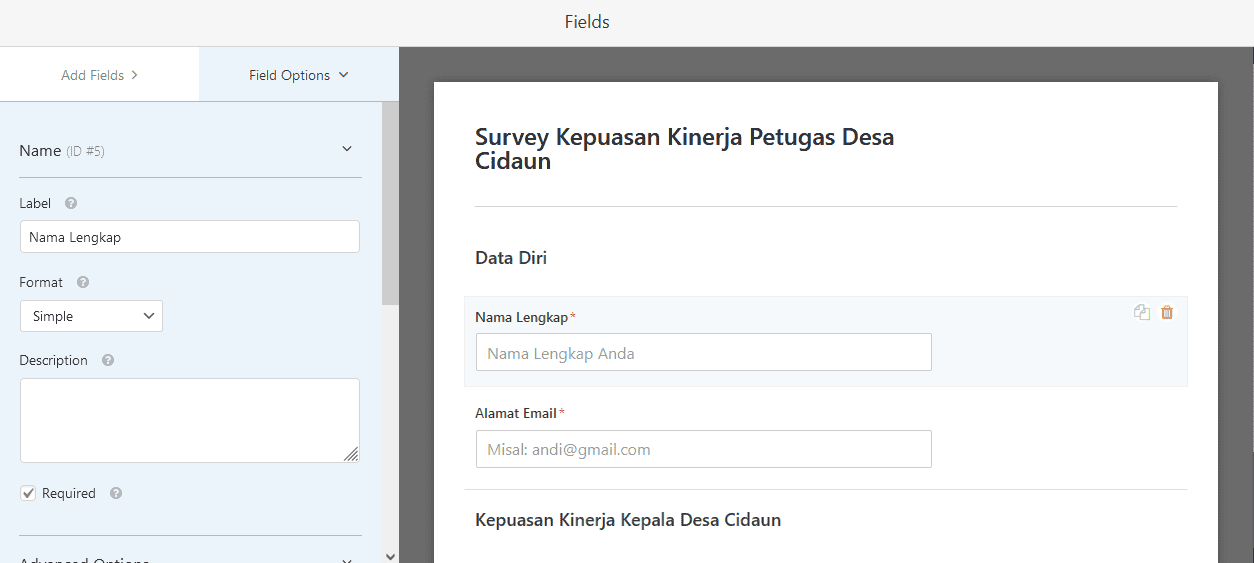 Fields
Add Fields
Field Options
Name (ID #5)
Label
Nama Lengkap
Format
Simple
Description
Required
Advanced Options
Survey Kepuasan Kinerja Petugas Desa
Cidaun
Data Diri
Nama Lengkap*
Nama Lengkap Anda
Alamat Email*
Misal: andi@gmail.com
Kepuasan Kinerja Kepala Desa Cidaun